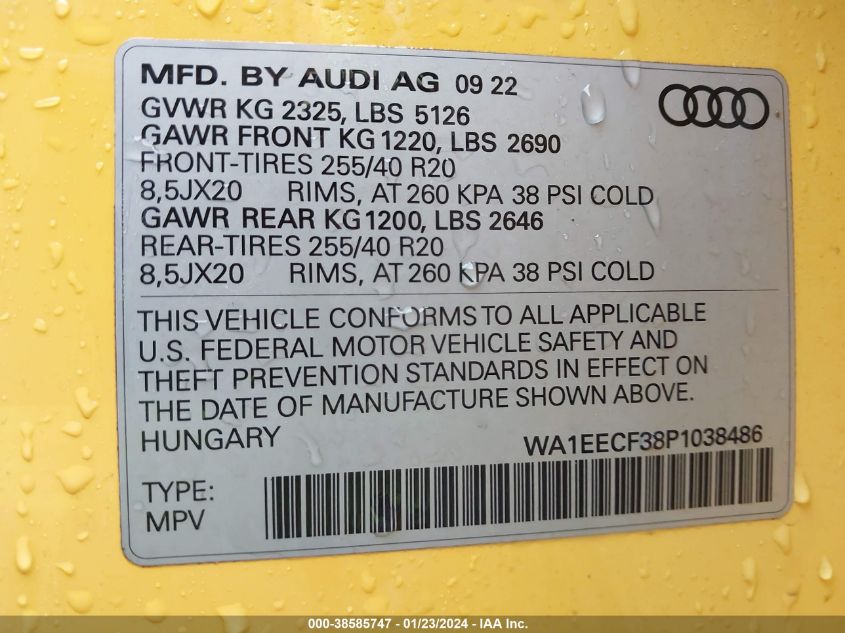 MFD. BY AUDI AG 09 22
GVWR KG 2325, LBS 5126
GAWR FRONT KG 1220, LBS 2690
FRONT-TIRES 255/40 R20
8,5JX20 RIMS, AT 260 KPA 38 PSI COLD
GAWR REAR KG 1200, LBS 2646
REAR-TIRES 255/40 R20
8,5JX20 RIMS, AT 260 KPA 38 PSI COLD
THIS VEHICLE CONFORMS TO ALL APPLICABLE
U.S. FEDERAL MOTOR VEHICLE SAFETY AND
THEFT PREVENTION STANDARDS IN EFFECT ON
THE DATE OF MANUFACTURE SHOWN ABOVE.
HUNGARY WA1EECF38P1038486
TYPE:
MPV
000-38585747 - 01/23/2024 - IAA Inc.